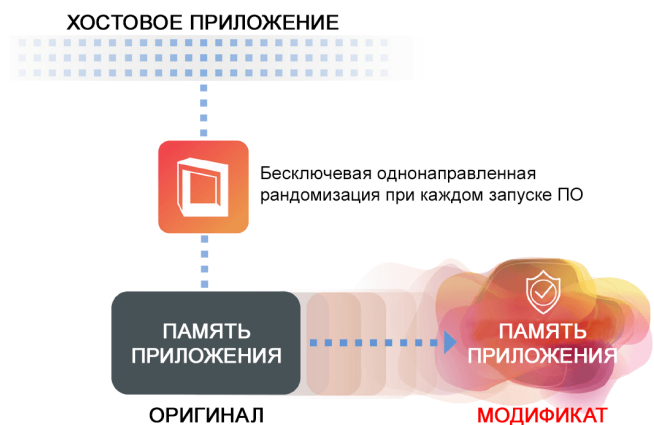 ХОСТОВОЕ ПРИЛОЖЕНИЕ
Бесключевая однонаправленная
рандомизация при каждом запуске ПО
ПАМЯТЬ
ПРИЛОЖЕНИЯ
ПАМЯТЬ
ПРИЛОЖЕНИЯ
ОРИГИНАЛ
МОДИФИКАТ